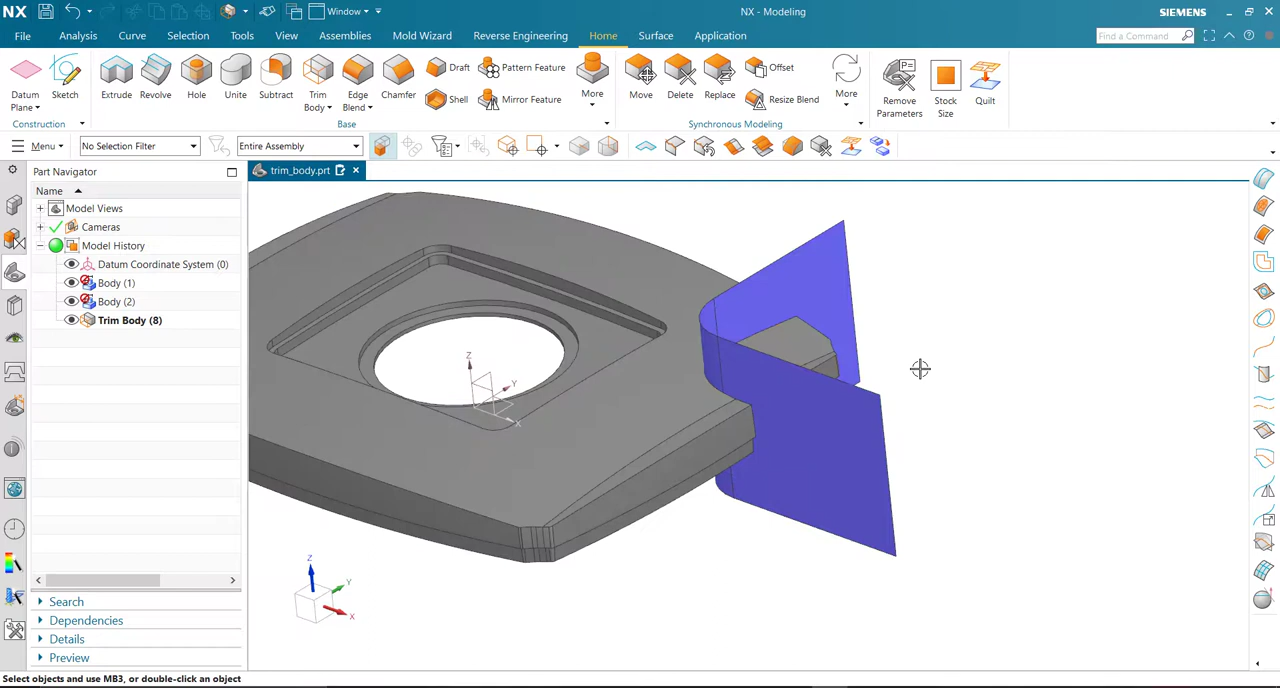 NX
Window
NX - Modeling
SIEMENS
File
Analysis
Curve
Selection
Tools
View
Assemblies
Mold Wizard
Reverse Engineering
Home
Surface
Application
Find a Command
Datum
Plane
Sketch
Extrude
Revolve
Hole
Unite
Subtract
Trim
Body
Edge
Blend
Chamfer
Draft
Shell
Pattern Feature
Mirror Feature
More
Move
Delete
Replace
Offset
Resize Blend
More
Remove
Parameters
Stock
Size
Quilt
Construction
Base
Synchronous Modeling
Menu
No Selection Filter
Entire Assembly
Part Navigator
trim_body.prt
Name
Model Views
Cameras
Model History
Datum Coordinate System (0)
Body (1)
Body (2)
Trim Body (8)
Z
Y
X
Z
Y
X
Search
Dependencies
Details
Preview
Select objects and use MB3, or double-click an object